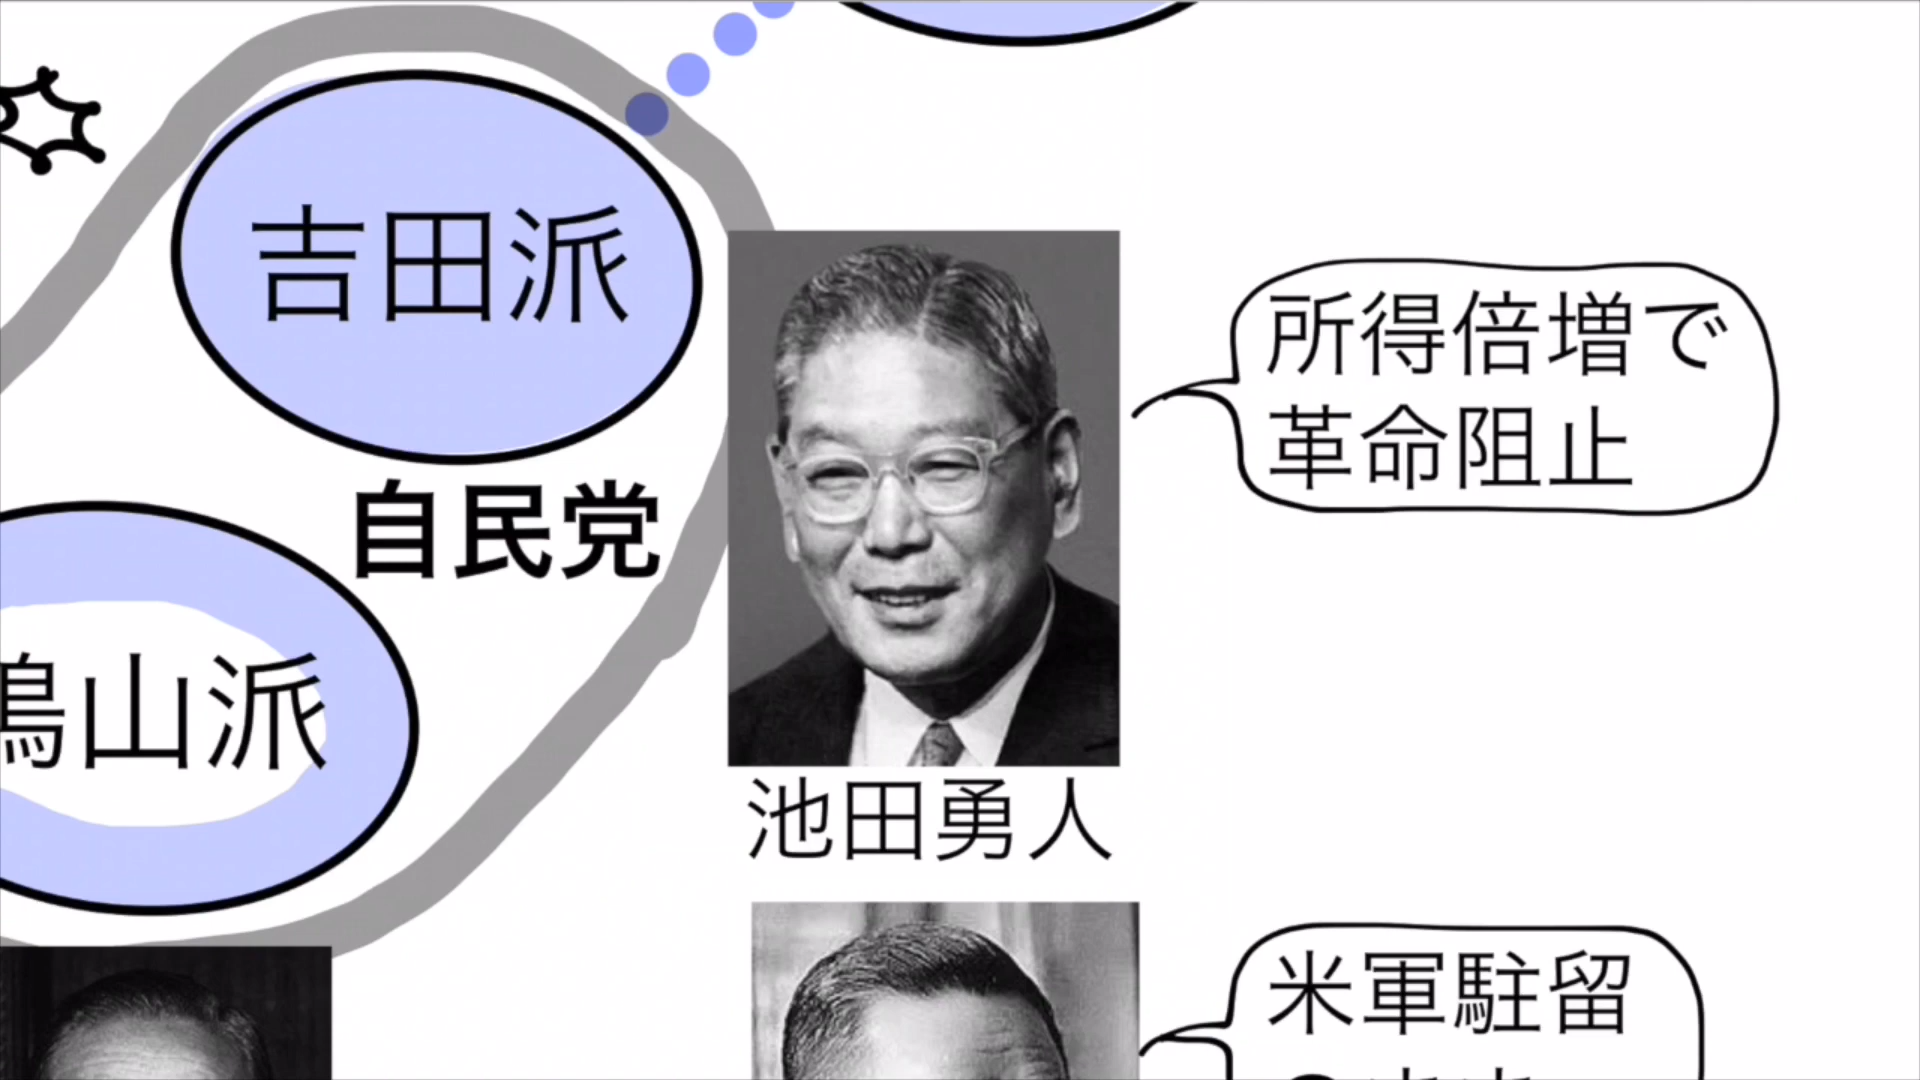 吉田派
自民党
鳩山派
池田勇人
所得倍増で
革命阻止
米軍駐留